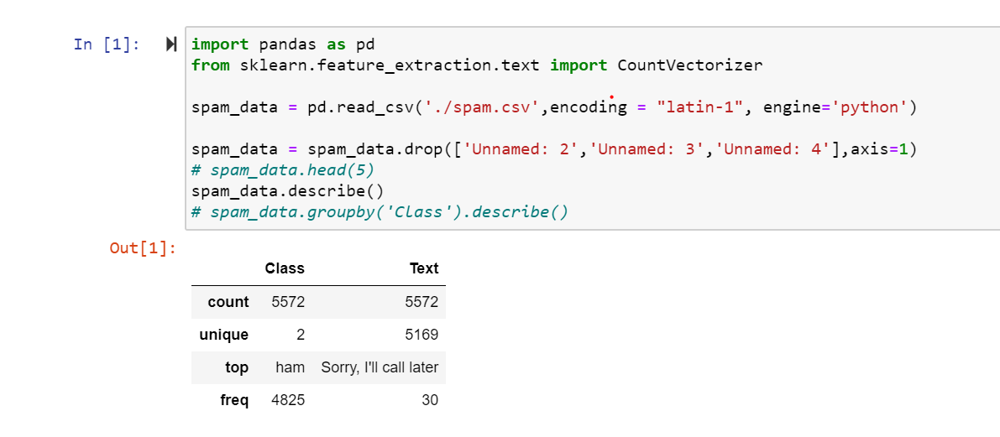 In [1]:
import pandas as pd
from sklearn.feature_extraction.text import CountVectorizer
spam_data = pd.read_csv('./spam.csv',encoding = "latin-1", engine='python')
spam_data = spam_data.drop(['Unnamed: 2','Unnamed: 3','Unnamed: 4'],axis=1)
# spam_data.head(5)
spam_data.describe()
# spam_data.groupby('Class').describe()
Out[1]:
Class Text
count 5572 5572
unique 2 5169
top ham Sorry, I'll call later
freq 4825 30